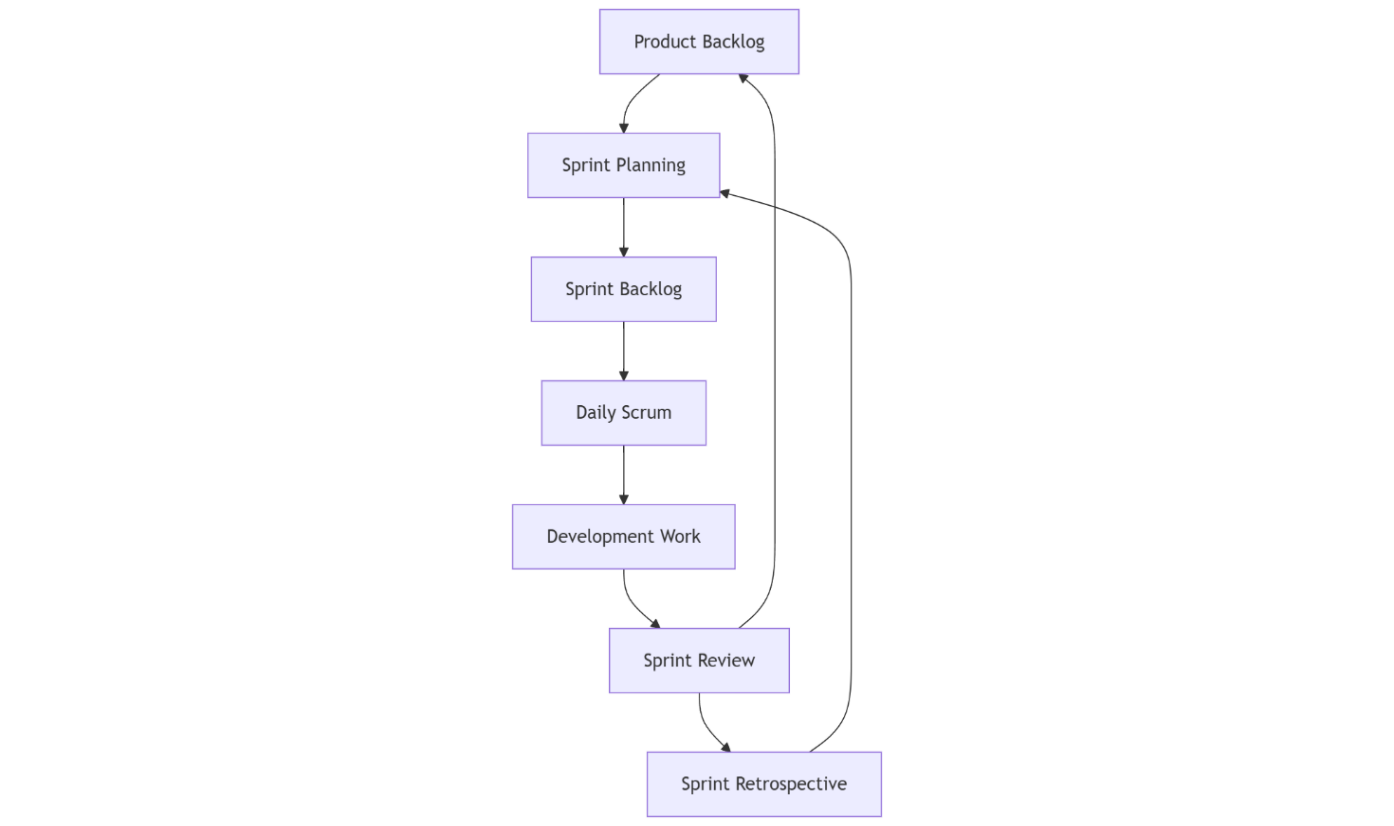 Product Backlog
Sprint Planning
Sprint Backlog
Daily Scrum
Development Work
Sprint Review
Sprint Retrospective